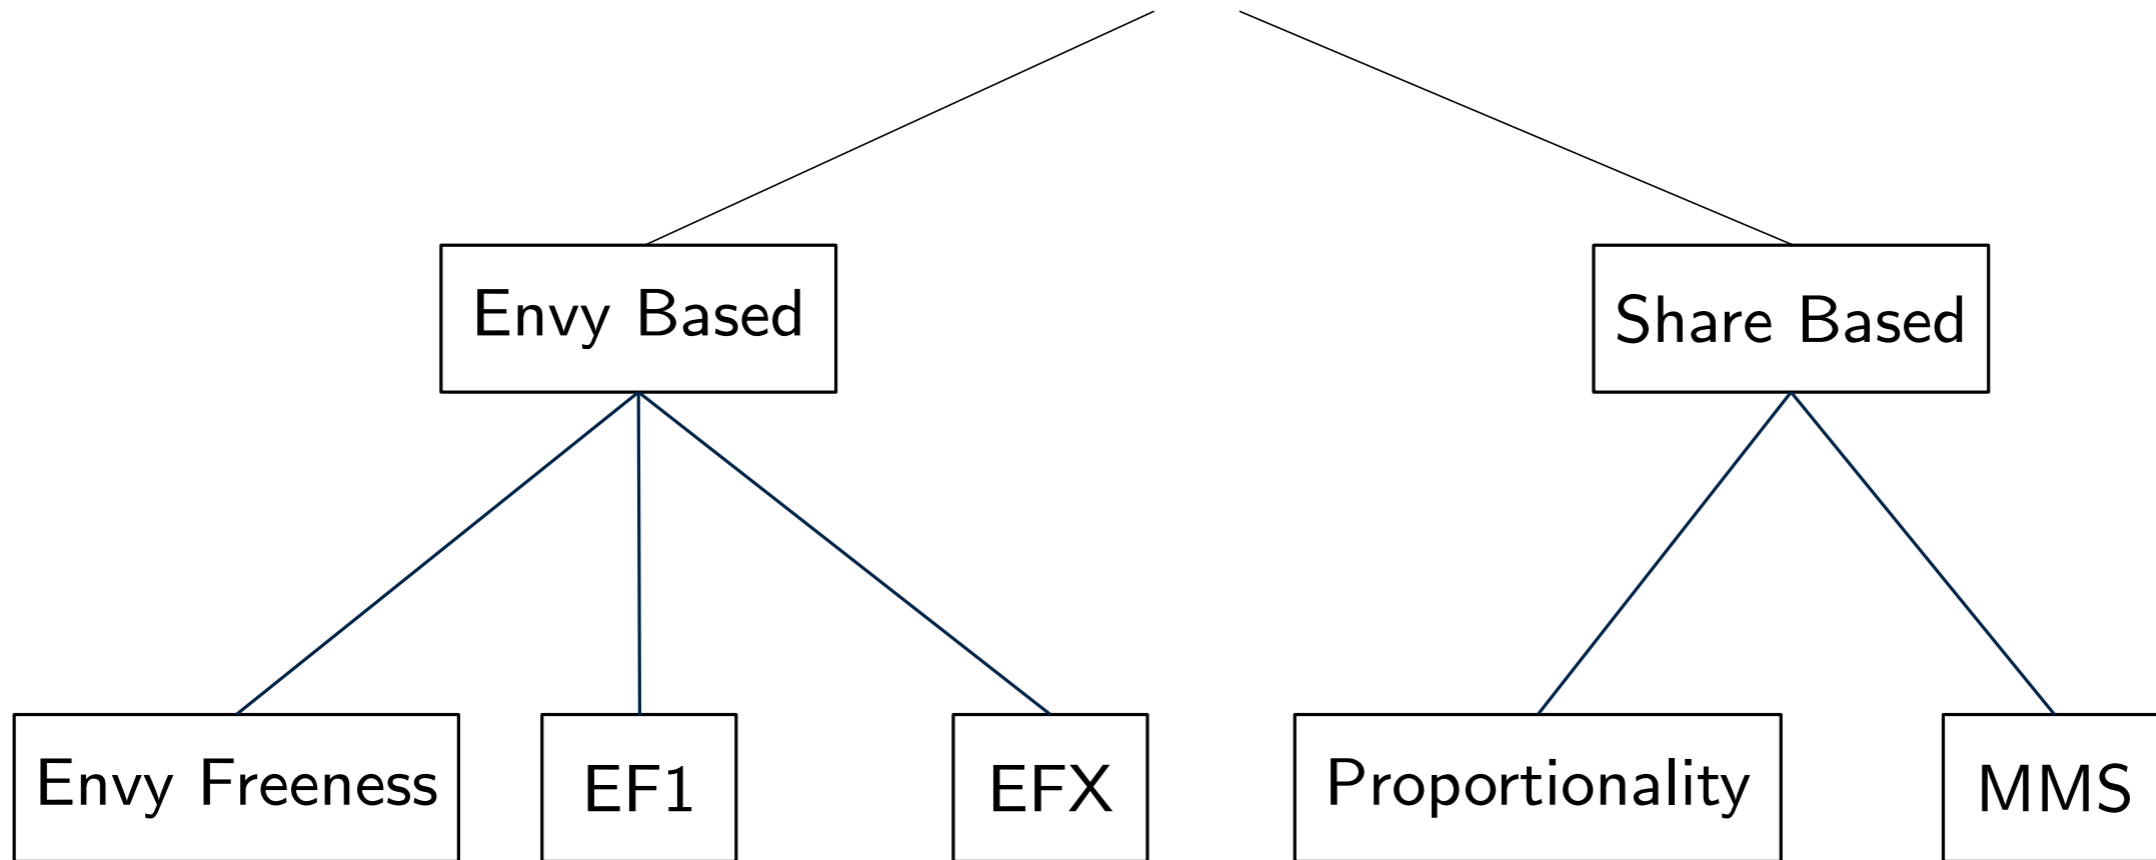 Envy Based
Share Based
Envy Freeness
EF1
EFX
Proportionality
MMS